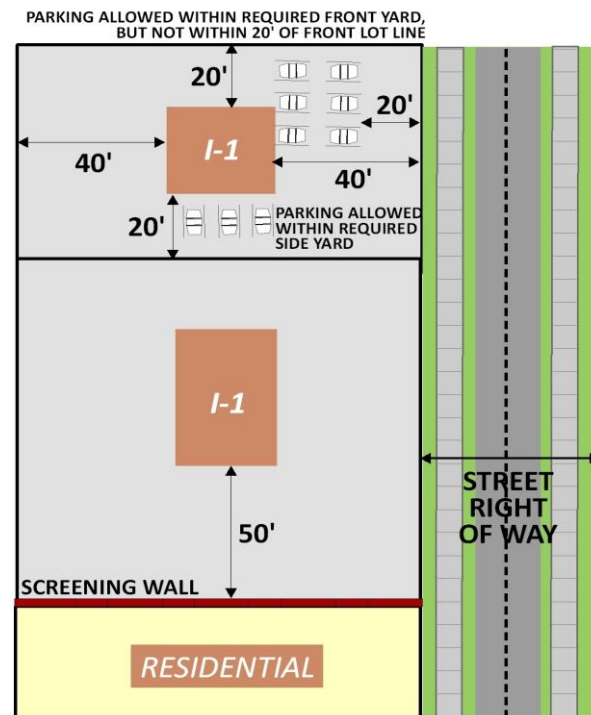 PARKING ALLOWED WITHIN REQUIRED FRONT YARD,
BUT NOT WITHIN 20' OF FRONT LOT LINE
20'
20'
I-1
40'
40'
20'
PARKING ALLOWED
WITHIN REQUIRED
SIDE YARD
I-1
STREET
RIGHT
OF WAY
50'
SCREENING WALL
RESIDENTIAL